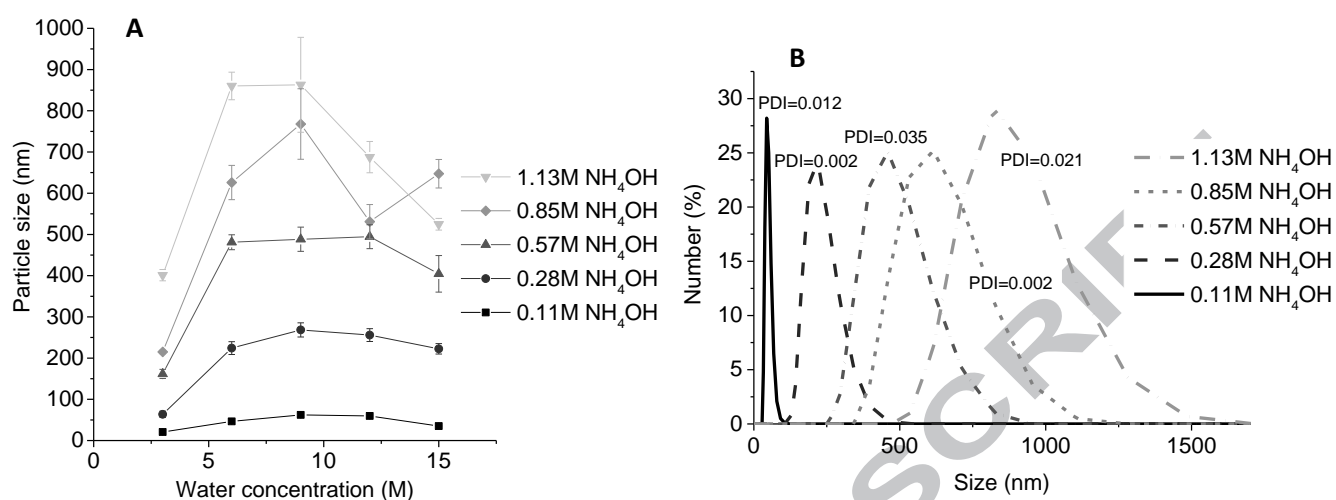 A
1000
900
800
700
600
500
400
300
200
100
0
0 5 10 15
Particle size (nm)
Water concentration (M)
1.13M NH₄OH
0.85M NH₄OH
0.57M NH₄OH
0.28M NH₄OH
0.11M NH₄OH
B
30
25
20
15
10
5
0
0 500 1000 1500
Number (%)
Size (nm)
PDI=0.012
PDI=0.035
PDI=0.002
PDI=0.021
PDI=0.002
1.13M NH₄OH
0.85M NH₄OH
0.57M NH₄OH
0.28M NH₄OH
0.11M NH₄OH
SCRI